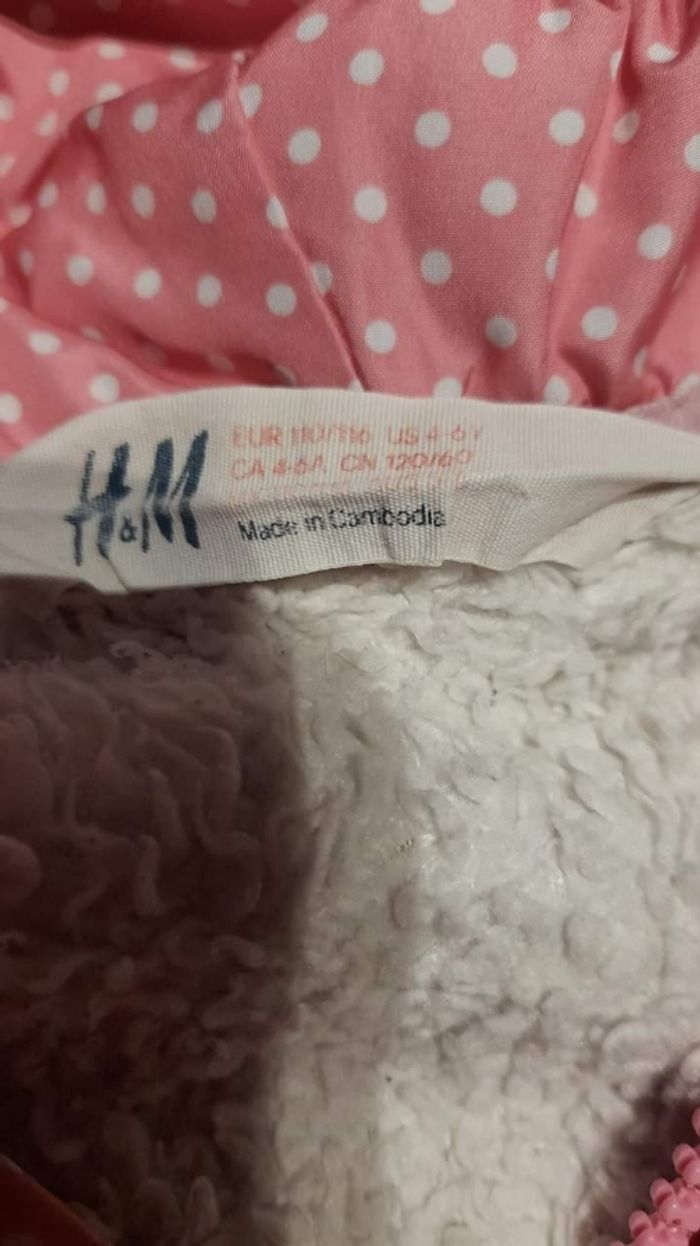 H&M
EUR 110/116 US 4-6Y
CA 4-6A CN 120/60
Made in Cambodia